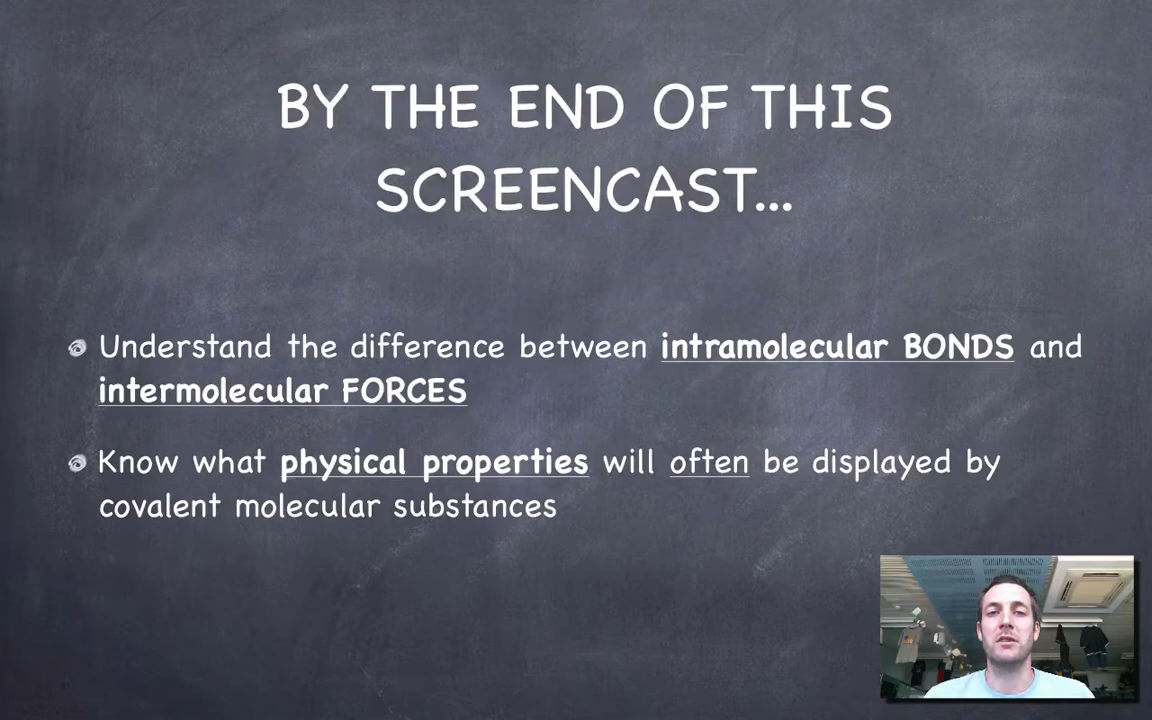 BY THE END OF THIS
SCREENCAST...
Understand the difference between intramolecular BONDS and
intermolecular FORCES
Know what physical properties will often be displayed by
covalent molecular substances